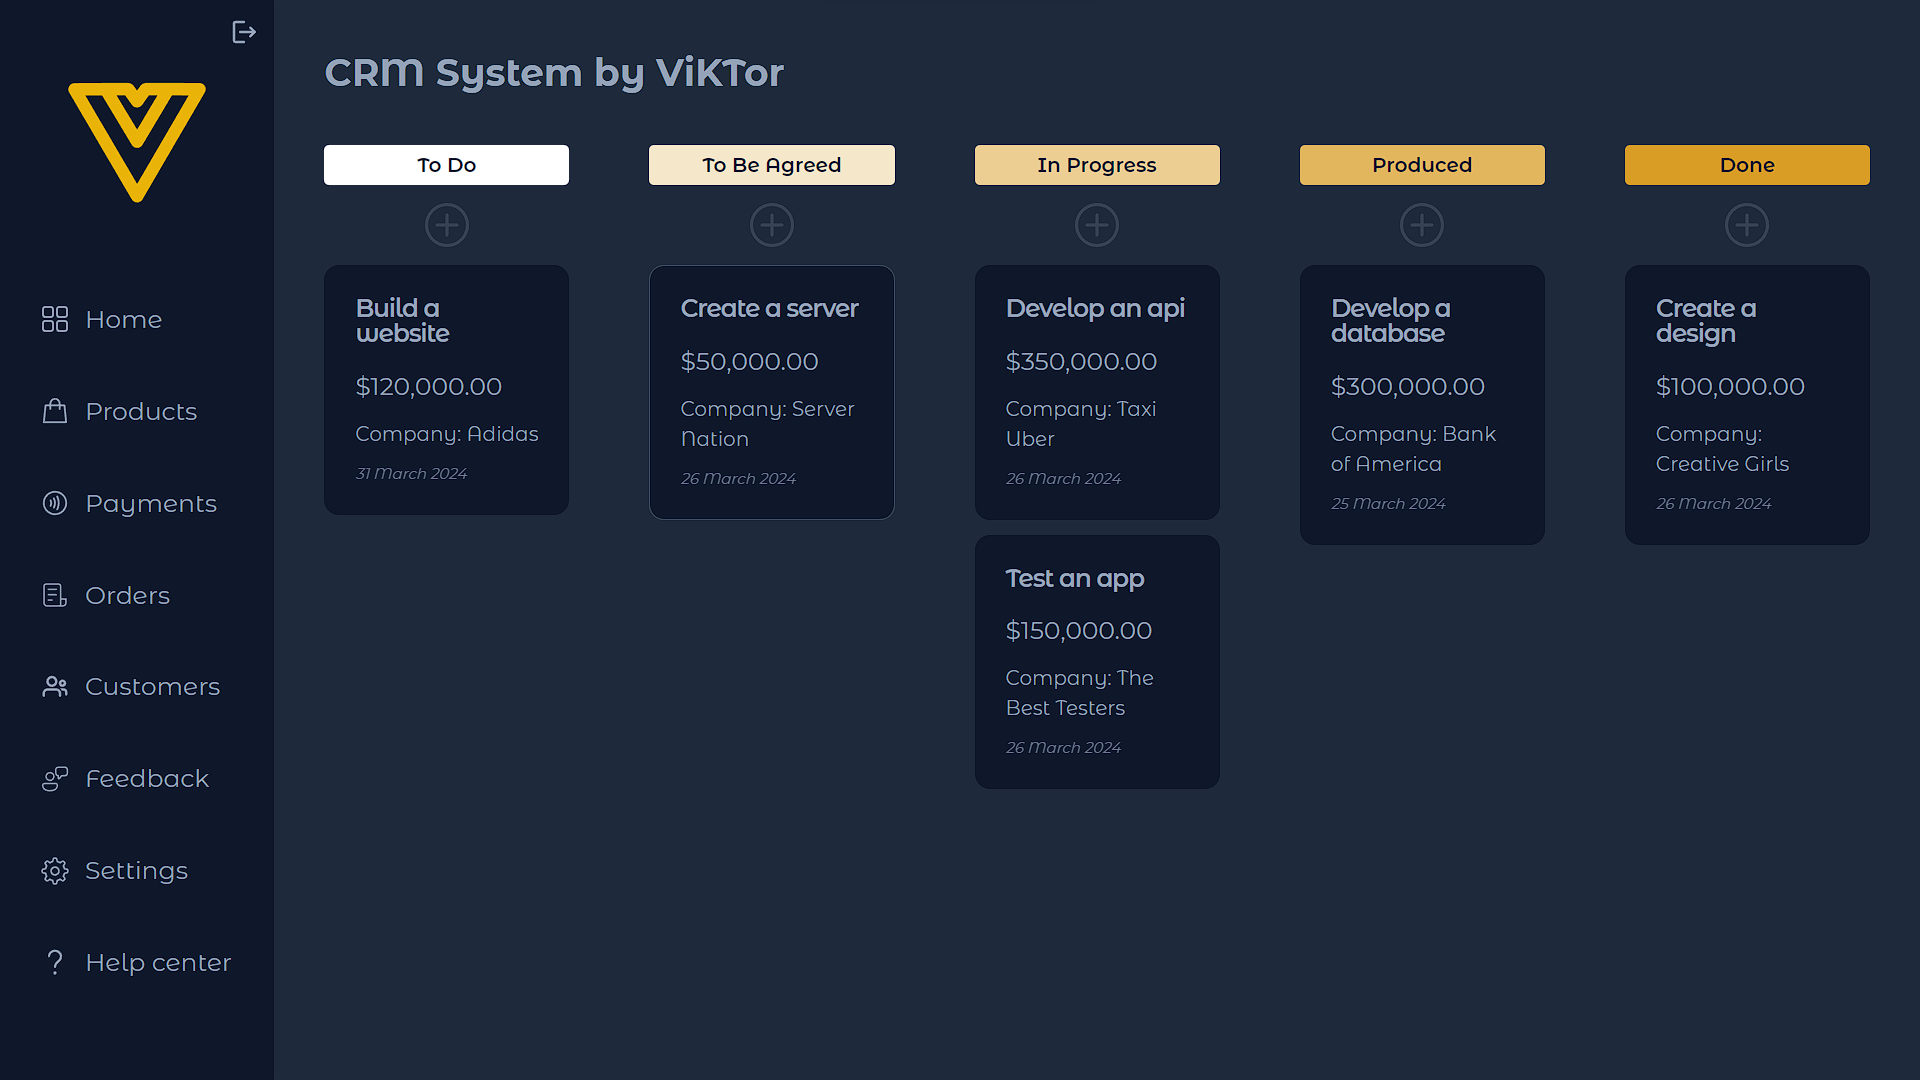 CRM System by ViKTor
Home
Products
Payments
Orders
Customers
Feedback
Settings
Help center
To Do
Build a
website
$120,000.00
Company: Adidas
31 March 2024
To Be Agreed
Create a server
$50,000.00
Company: Server
Nation
26 March 2024
In Progress
Develop an api
$350,000.00
Company: Taxi
Uber
26 March 2024
Test an app
$150,000.00
Company: The
Best Testers
26 March 2024
Produced
Develop a
database
$300,000.00
Company: Bank
of America
25 March 2024
Done
Create a
design
$100,000.00
Company:
Creative Girls
26 March 2024